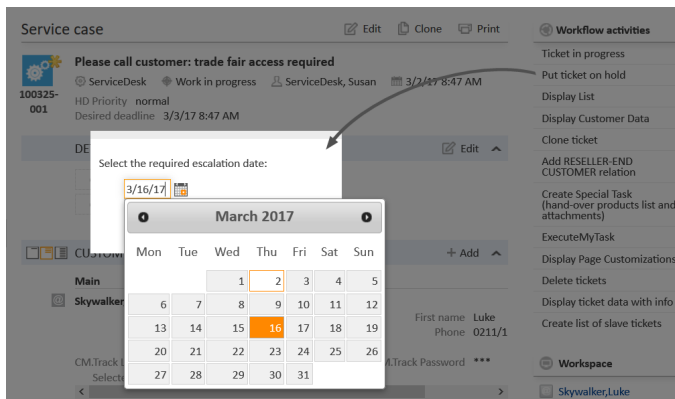 Service case
Edit Clone Print
Please call customer: trade fair access required
ServiceDesk Work in progress ServiceDesk, Susan 3/2/17 8:47 AM
100325-
001
HD Priority normal
Desired deadline 3/3/17 8:47 AM
DE
Edit
Select the required escalation date:
3/16/17
March 2017
Mon Tue Wed Thu Fri Sat Sun
1 2 3 4 5
6 7 8 9 10 11 12
13 14 15 16 17 18 19
20 21 22 23 24 25 26
27 28 29 30 31
CUSTOM
+ Add
Main
Skywalker
First name Luke
Phone 0211/1
CM.Track L
M.Track Password ***
Selecte
Workflow activities
Ticket in progress
Put ticket on hold
Display List
Display Customer Data
Clone ticket
Add RESELLER-END
CUSTOMER relation
Create Special Task
(hand-over products list and
attachments)
ExecuteMyTask
Display Page Customizations
Delete tickets
Display ticket data with info
Create list of slave tickets
Workspace
Skywalker,Luke